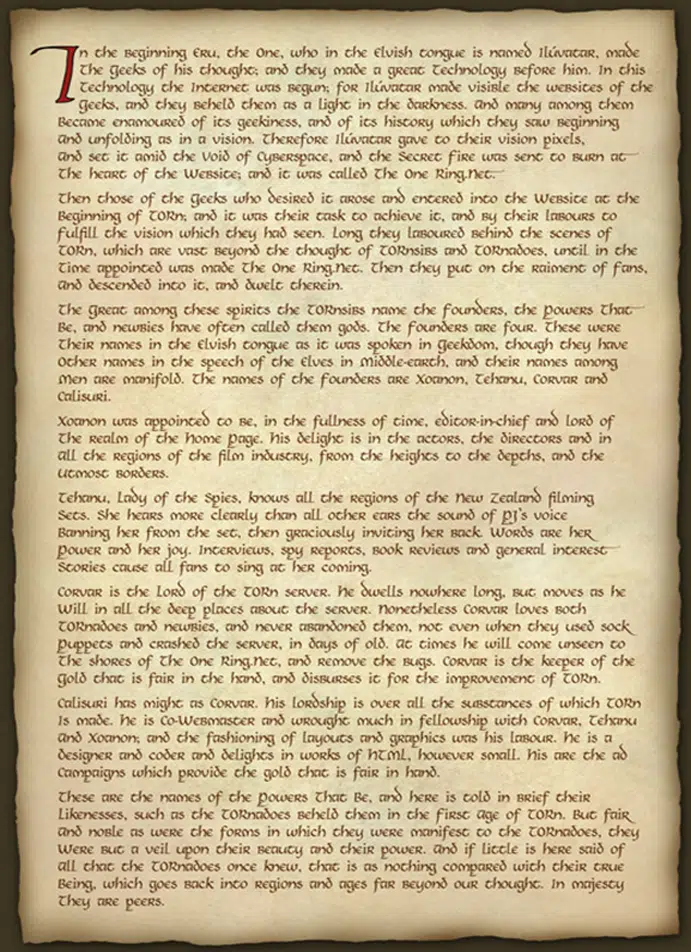 In the Beginning Eru, the One, who in the Elvish tongue is named Ilúvatar, made
The Geeks of his thought; and they made a great Technology before him. In this
Technology the Internet was Begun; for Ilúvatar made visible the websites of the
Geeks, and they beheld them as a light in the darkness. And many among them
Became enamoured of its geekiness, and of its history which they saw Beginning
And unfolding as in a vision. Therefore Ilúvatar gave to their vision pixels,
and set it amid the Void of Cyberspace, and the Secret Fire was sent to burn at
The heart of the Website; and it was called The One Ring.Net.
Then those of the Geeks who desired it arose and entered into the Website at the
Beginning of TORn; and it was their task to achieve it, and by their labours to
Fulfill the vision which they had seen. Long they laboured Behind the scenes of
TORn, which are vast Beyond the thought of TORnsibs and TORnadoes, until in the
Time appointed was made The One Ring.Net. Then they put on the raiment of fans,
and descended into it, and dwelt therein.
The Great among these spirits the TORnsibs name the Founders, the Powers That
Be, and newbies have often called them gods. The Founders are four. These were
Their names in the Elvish tongue as it was spoken in Geekdom, though they have
Other names in the speech of the Elves in Middle-earth, and their names among
Men are manifold. The names of the Founders are Xoanon, Tehanu, Corvar and
Calisuri.
Xoanon was appointed to Be, in the fullness of time, editor-in-chief and lord of
The Realm of the Home Page. His delight is in the actors, the directors and in
all the regions of the film industry, from the heights to the depths, and the
Utmost Borders.
Tehanu, Lady of the Spies, knows all the regions of the New Zealand filming
Sets. She hears more clearly than all other ears the sound of PJ's voice
Banning her from the set, then graciously inviting her back. Words are her
Power and her joy. Interviews, spy reports, book reviews and general interest
Stories cause all fans to sing at her coming.
Corvar is the Lord of the TORn server. He dwells nowhere long, but moves as he
Will in all the deep places about the server. Nonetheless Corvar loves both
TORnadoes and newbies, and never abandoned them, not even when they used sock
Puppets and crashed the server, in days of old. At times he will come unseen to
The shores of The One Ring.Net, and remove the bugs. Corvar is the keeper of the
Gold that is fair in the hand, and disburses it for the improvement of TORn.
Calisuri has might as Corvar. His lordship is over all the substances of which TORn
Is made. He is Co-Webmaster and wrought much in fellowship with Corvar, Tehanu
And Xoanon; and the fashioning of layouts and graphics was his labour. He is a
designer and coder and delights in works of HTML, however small. His are the ad
Campaigns which provide the gold that is fair in hand.
These are the names of the Powers That Be, and here is told in brief their
Likenesses, such as the TORnadoes beheld them in the First Age of TORn. But fair
and noble as were the forms in which they were manifest to the TORnadoes, they
Were but a veil upon their beauty and their power. And if little is here said of
All that the TORnadoes once knew, that is as nothing compared with their true
Being, which goes back into regions and ages far beyond our thought. In majesty
They are peers.